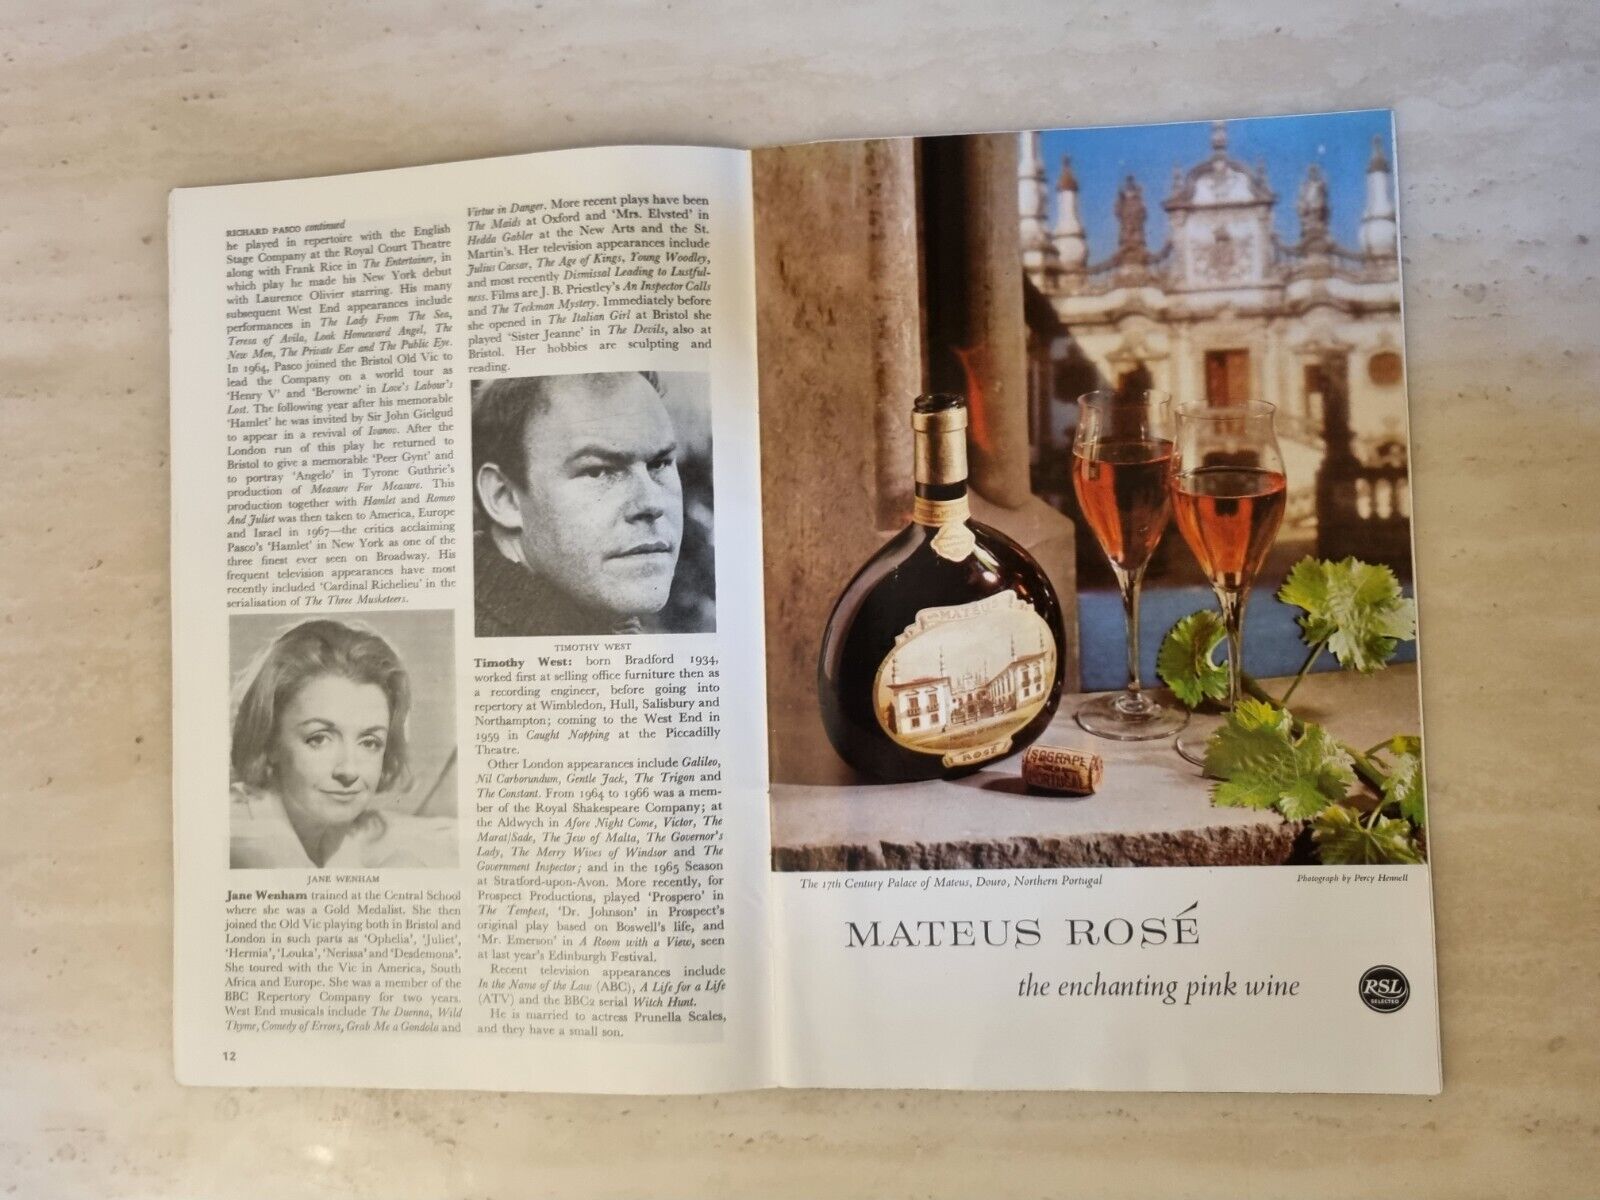 RICHARD PASCO continued
he played in repertoire with the English
Stage Company at the Royal Court Theatre
along with Frank Rice in The Entertainer, in
which play he made his New York debut
with Laurence Olivier starring. His many
subsequent West End appearances include
performances in The Lady From The Sea,
Teresa of Avila, Look Homeward Angel, The
New Men, The Private Ear and The Public Eye.
In 1964, Pasco joined the Bristol Old Vic to
lead the Company on a world tour as
'Henry V' and 'Berowne' in Love's Labour's
Lost. The following year after his memorable
'Hamlet' he was invited by Sir John Gielgud
to appear in a revival of Ivanov. After the
London run of this play he returned to
Bristol to give a memorable 'Peer Gynt' and
to portray 'Angelo' in Tyrone Guthrie's
production of Measure For Measure. This
production together with Hamlet and Romeo
And Juliet was then taken to America, Europe
and Israel in 1967—the critics acclaiming
Pasco's 'Hamlet' in New York as one of the
three finest ever seen on Broadway. His
frequent television appearances have most
recently included 'Cardinal Richelieu' in the
serialisation of The Three Musketeers.
JANE WENHAM
Jane Wenham trained at the Central School
where she was a Gold Medalist. She then
joined the Old Vic playing both in Bristol and
London in such parts as 'Ophelia', 'Juliet',
'Hermia', 'Louka', 'Nerissa' and 'Desdemona'.
She toured with the Vic in America, South
Africa and Europe. She was a member of the
BBC Repertory Company for two years.
West End musicals include The Duenna, Wild
Thyme, Comedy of Errors, Grab Me a Gondola and
12
Virtue in Danger. More recent plays have been
The Maids at Oxford and 'Mrs. Elvsted' in
Hedda Gabler at the New Arts and the St.
Martin's. Her television appearances include
Julius Caesar, The Age of Kings, Young Woodley,
and most recently Dismissal Leading to Lustful-
ness. Films are J. B. Priestley's An Inspector Calls
and The Teckman Mystery. Immediately before
she opened in The Italian Girl at Bristol she
played 'Sister Jeanne' in The Devils, also at
Bristol. Her hobbies are sculpting and
reading.
TIMOTHY WEST
Timothy West: born Bradford 1934,
worked first at selling office furniture then as
a recording engineer, before going into
repertory at Wimbledon, Hull, Salisbury and
Northampton; coming to the West End in
1959 in Caught Napping at the Piccadilly
Theatre.
Other London appearances include Galileo,
Nil Carborundum, Gentle Jack, The Trigon and
The Constant. From 1964 to 1966 was a mem-
ber of the Royal Shakespeare Company; at
the Aldwych in Afore Night Come, Victor, The
Marat/Sade, The Jew of Malta, The Governor's
Lady, The Merry Wives of Windsor and The
Government Inspector; and in the 1965 Season
at Stratford-upon-Avon. More recently, for
Prospect Productions, played 'Prospero' in
The Tempest, 'Dr. Johnson' in Prospect's
original play based on Boswell's life, and
'Mr. Emerson' in A Room with a View, seen
at last year's Edinburgh Festival.
Recent television appearances include
In the Name of the Law (ABC), A Life for a Life
(ATV) and the BBC2 serial Witch Hunt.
He is married to actress Prunella Scales,
and they have a small son.
MATEUS
ROSÉ
SOGRAPE
PORTUGAL
The 17th Century Palace of Mateus, Douro, Northern Portugal
Photograph by Percy Hennell
MATEUS ROSÉ
the enchanting pink wine
RSL
SELECTED